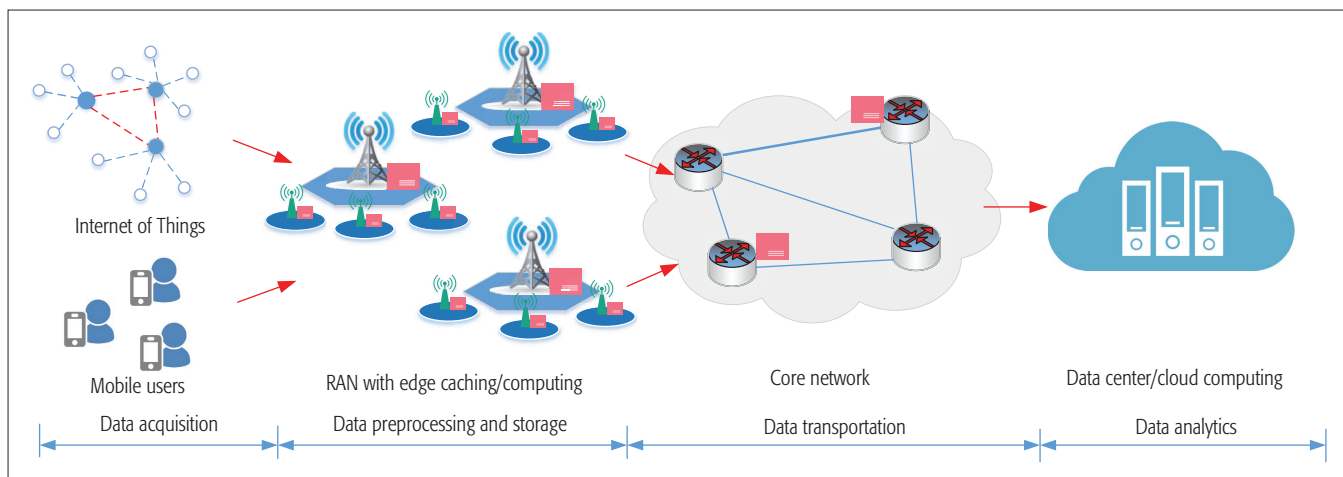 Internet of Things
Mobile users
RAN with edge caching/computing
Core network
Data center/cloud computing
Data acquisition
Data preprocessing and storage
Data transportation
Data analytics